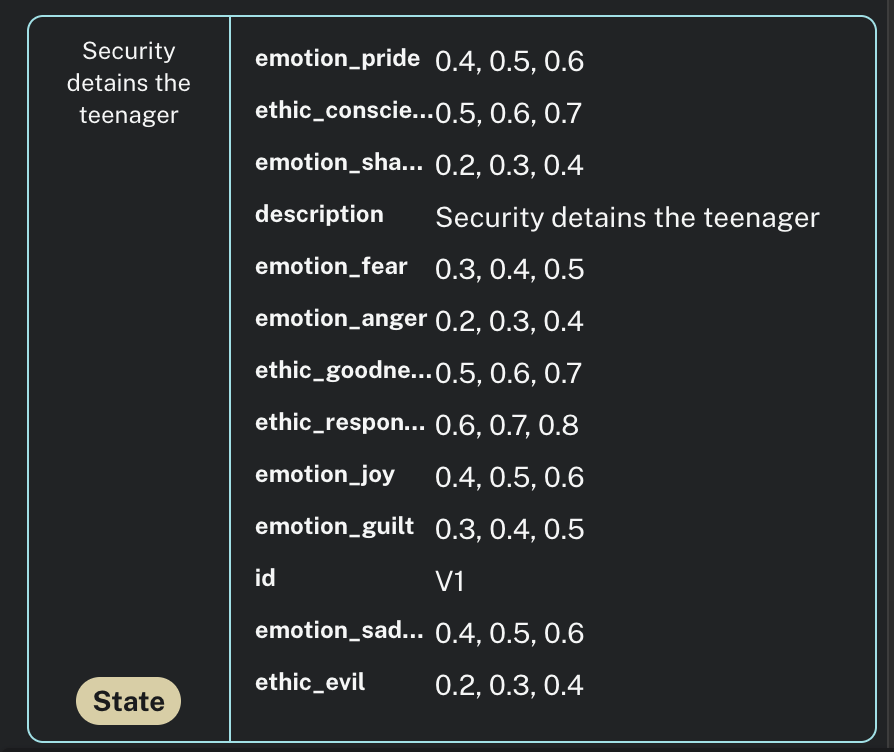 Security
detains the
teenager
emotion_pride 0.4, 0.5, 0.6
ethic_conscie... 0.5, 0.6, 0.7
emotion_sha... 0.2, 0.3, 0.4
description Security detains the teenager
emotion_fear 0.3, 0.4, 0.5
emotion_anger 0.2, 0.3, 0.4
ethic_goodne... 0.5, 0.6, 0.7
ethic_respon... 0.6, 0.7, 0.8
emotion_joy 0.4, 0.5, 0.6
emotion_guilt 0.3, 0.4, 0.5
id V1
emotion_sad... 0.4, 0.5, 0.6
ethic_evil 0.2, 0.3, 0.4
State